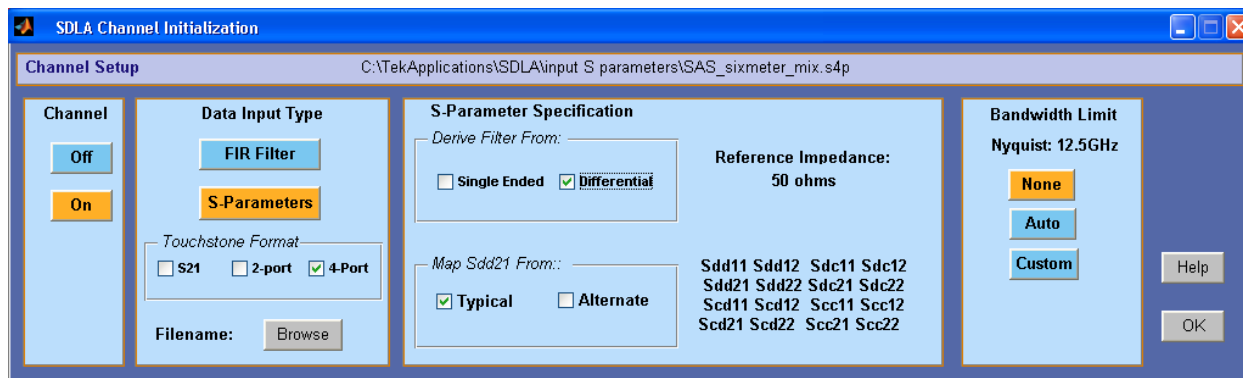 SDLA Channel Initialization
Channel Setup
C:\TekApplications\SDLA\input S parameters\SAS_sixmeter_mix.s4p
Channel
Off
On
Data Input Type
FIR Filter
S-Parameters
Touchstone Format
S21 2-port 4-Port
Filename: Browse
S-Parameter Specification
Derive Filter From:
Single Ended Differential
Reference Impedance:
50 ohms
Map Sdd21 From::
Typical Alternate
Sdd11 Sdd12 Sdc11 Sdc12
Sdd21 Sdd22 Sdc21 Sdc22
Scd11 Scd12 Scc11 Scc12
Scd21 Scd22 Scc21 Scc22
Bandwidth Limit
Nyquist: 12.5GHz
None
Auto
Custom
Help
OK